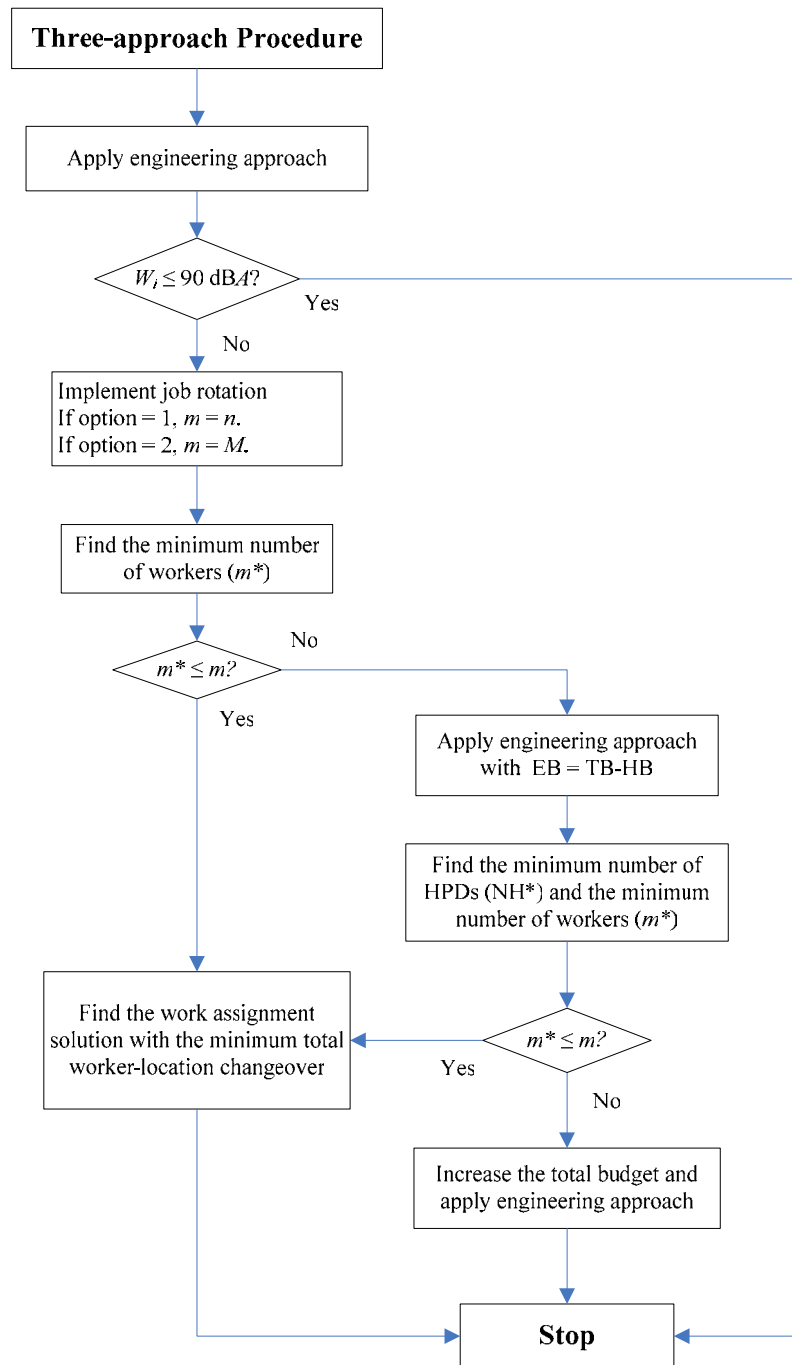 Three-approach Procedure
Apply engineering approach
Wi ≤ 90 dBA?
Yes
No
Implement job rotation
If option = 1, m = n.
If option = 2, m = M.
Find the minimum number
of workers (m*)
No
m* ≤ m?
Yes
Apply engineering approach
with EB = TB-HB
Find the minimum number of
HPDs (NH*) and the minimum
number of workers (m*)
Find the work assignment
solution with the minimum total
worker-location changeover
m* ≤ m?
Yes
No
Increase the total budget and
apply engineering approach
Stop